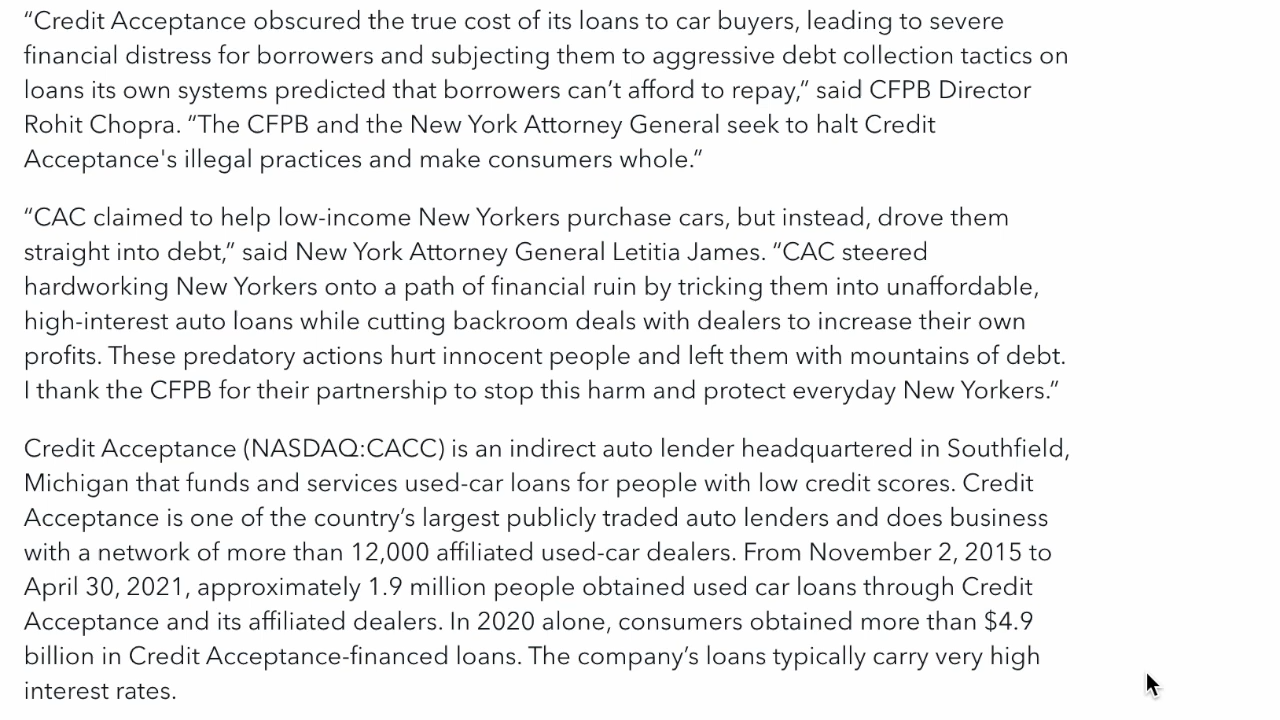 “Credit Acceptance obscured the true cost of its loans to car buyers, leading to severe
financial distress for borrowers and subjecting them to aggressive debt collection tactics on
loans its own systems predicted that borrowers can’t afford to repay,” said CFPB Director
Rohit Chopra. “The CFPB and the New York Attorney General seek to halt Credit
Acceptance's illegal practices and make consumers whole.”
“CAC claimed to help low-income New Yorkers purchase cars, but instead, drove them
straight into debt,” said New York Attorney General Letitia James. “CAC steered
hardworking New Yorkers onto a path of financial ruin by tricking them into unaffordable,
high-interest auto loans while cutting backroom deals with dealers to increase their own
profits. These predatory actions hurt innocent people and left them with mountains of debt.
I thank the CFPB for their partnership to stop this harm and protect everyday New Yorkers.”
Credit Acceptance (NASDAQ:CACC) is an indirect auto lender headquartered in Southfield,
Michigan that funds and services used-car loans for people with low credit scores. Credit
Acceptance is one of the country’s largest publicly traded auto lenders and does business
with a network of more than 12,000 affiliated used-car dealers. From November 2, 2015 to
April 30, 2021, approximately 1.9 million people obtained used car loans through Credit
Acceptance and its affiliated dealers. In 2020 alone, consumers obtained more than $4.9
billion in Credit Acceptance-financed loans. The company’s loans typically carry very high
interest rates.